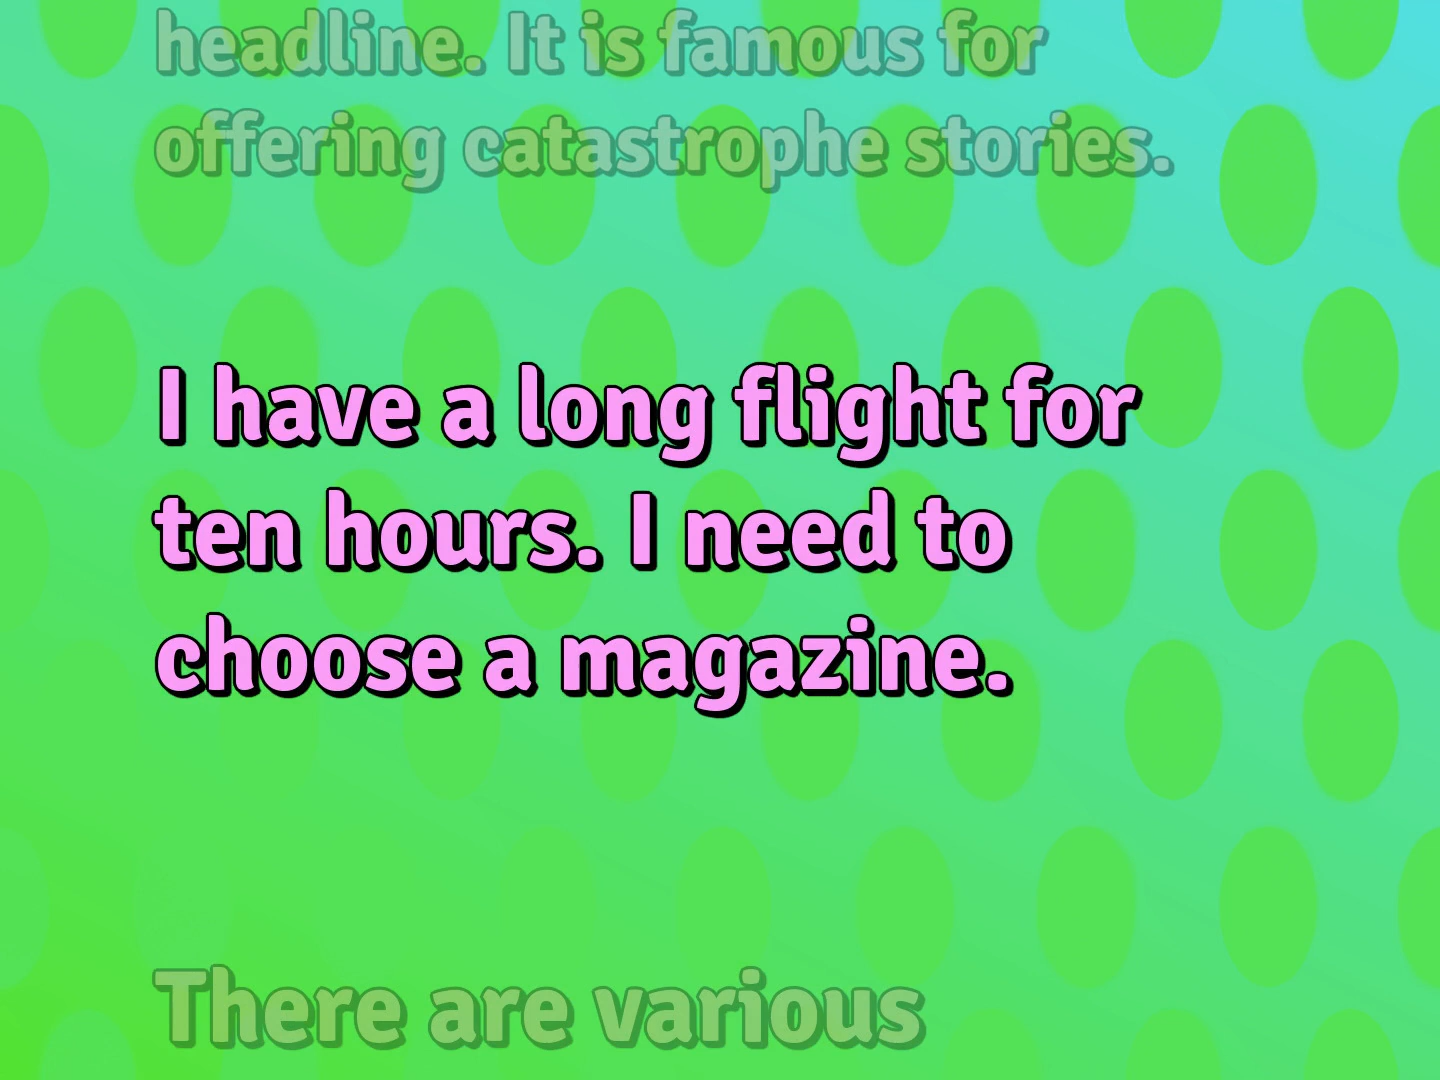 headline. It is famous for
offering catastrophe stories.
I have a long flight for
ten hours. I need to
choose a magazine.
There are various